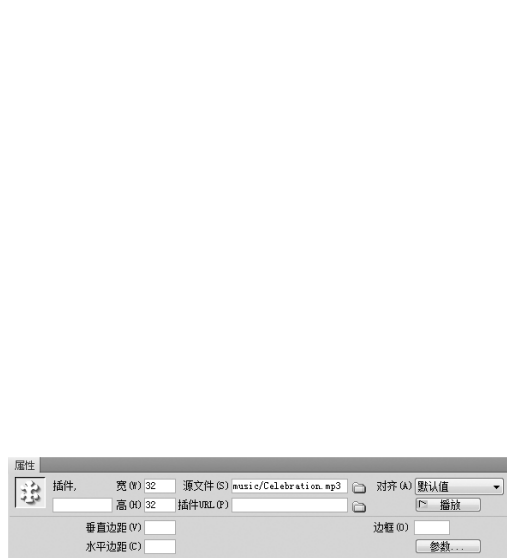 属性
插件, 宽(W) 32 源文件(S) music/Celebration.mp3 对齐(A) 默认值
高(H) 32 插件URL(P) 播放
垂直边距(V) 边框(O)
水平边距(C) 参数...